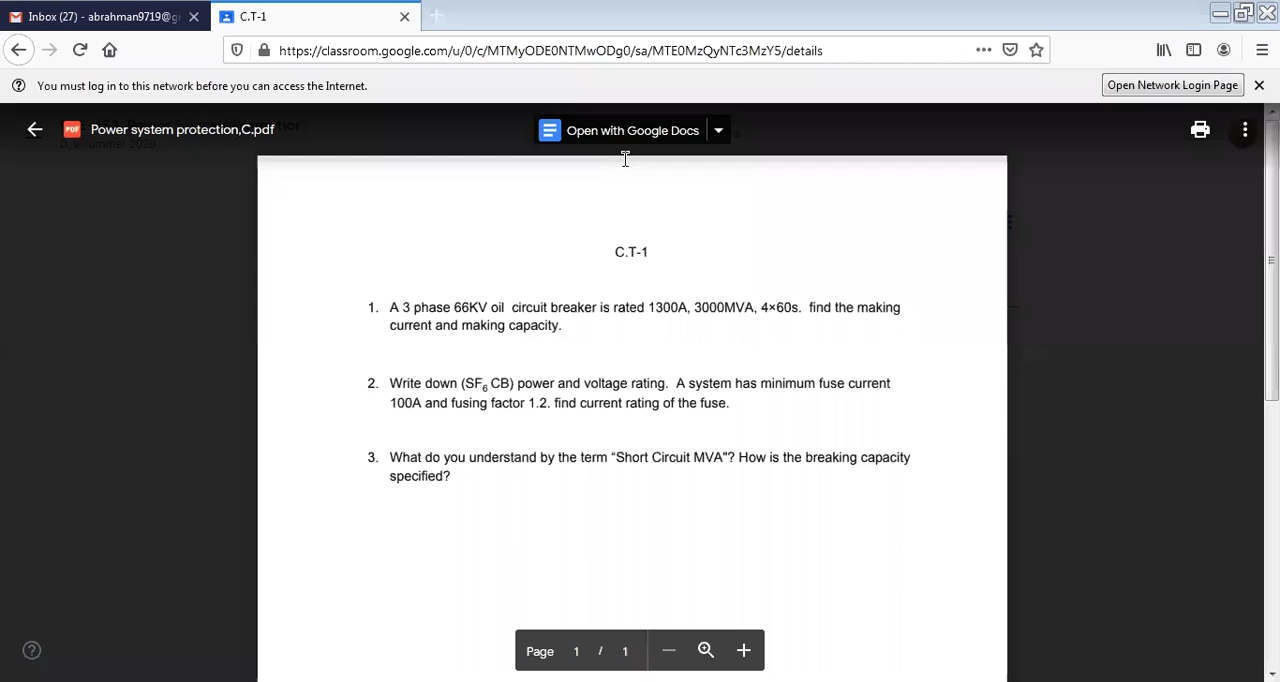 Inbox (27) - abrahman9719@g
C.T-1
https://classroom.google.com/u/0/c/MTMyODE0NTMwODg0/sa/MTE0MzQyNTc3MzY5/details
You must log in to this network before you can access the Internet.
Open Network Login Page
PDF
Power system protection,C.pdf
Open with Google Docs
ummer-2020
C.T-1
1. A 3 phase 66KV oil circuit breaker is rated 1300A, 3000MVA, 4×60s. find the making
current and making capacity.
2. Write down (SF₆ CB) power and voltage rating. A system has minimum fuse current
100A and fusing factor 1.2. find current rating of the fuse.
3. What do you understand by the term “Short Circuit MVA"? How is the breaking capacity
specified?
Page 1 / 1